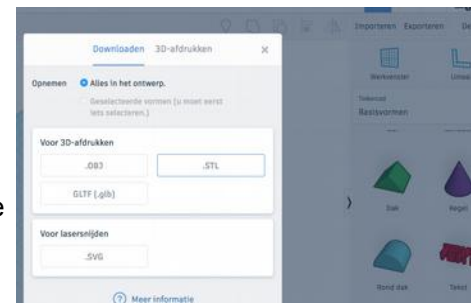 Importeren Exporteren
Downloaden 3D-afdrukken
Opnemen Alles in het ontwerp.
Geselecteerde vormen (u moet eerst
iets selecteren.)
Voor 3D-afdrukken
.OBJ .STL
GLTF (.glb)
Voor lasersnijden
.SVG
Meer informatie
Werkvenster
Tinkercad
Basisvormen
Dak Kegel
Rond dak Tekst
e